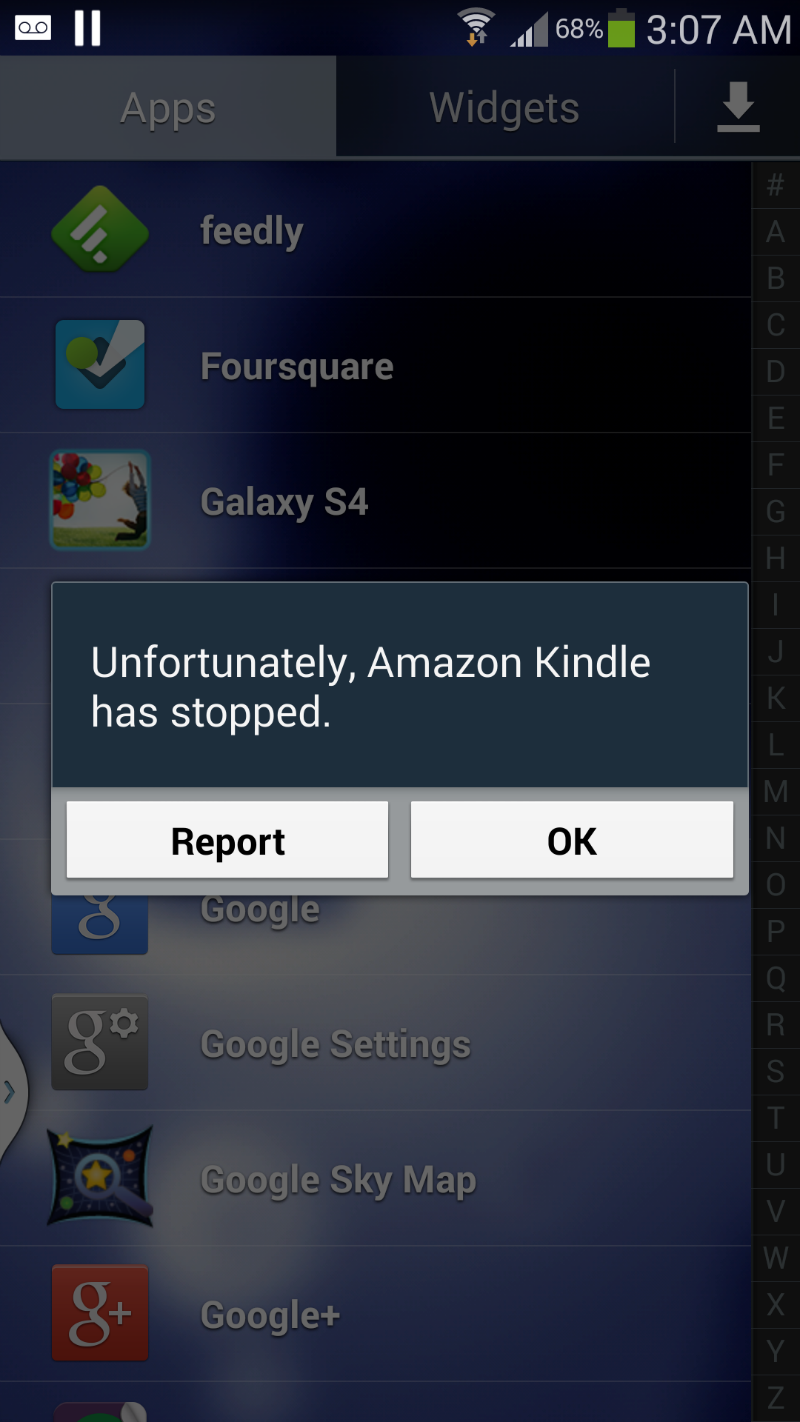 68% 3:07 AM
Apps Widgets
#
A
B
C
D
E
F
G
H
I
J
K
L
M
N
O
P
Q
R
S
T
U
V
W
X
Y
Z
feedly
Foursquare
Galaxy S4
Unfortunately, Amazon Kindle
has stopped.
Report OK
g
Google
g
Google Settings
Google Sky Map
g+
Google+